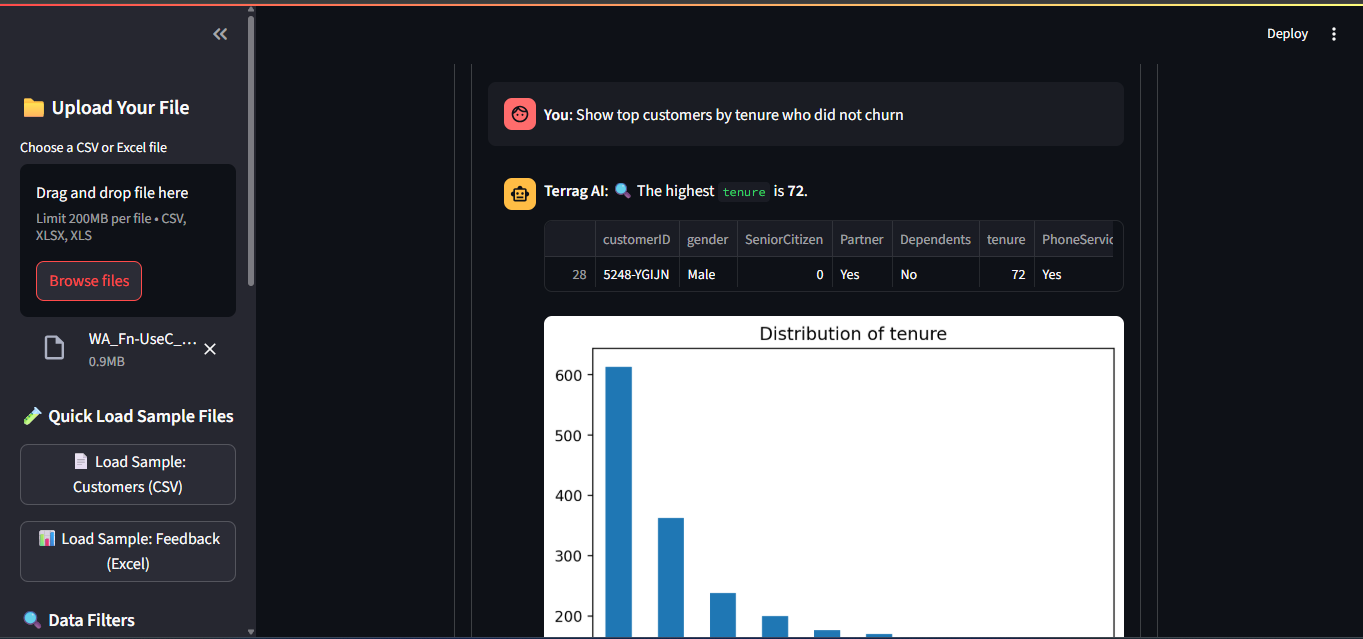 Deploy
Upload Your File
Choose a CSV or Excel file
Drag and drop file here
Limit 200MB per file • CSV,
XLSX, XLS
Browse files
WA_Fn-UseC_...
0.9MB
Quick Load Sample Files
Load Sample:
Customers (CSV)
Load Sample: Feedback
(Excel)
Data Filters
You: Show top customers by tenure who did not churn
Terrag AI: The highest tenure is 72.
customerID gender SeniorCitizen Partner Dependents tenure PhoneServic
28 5248-YGIJN Male 0 Yes No 72 Yes
Distribution of tenure
600
500
400
300
200